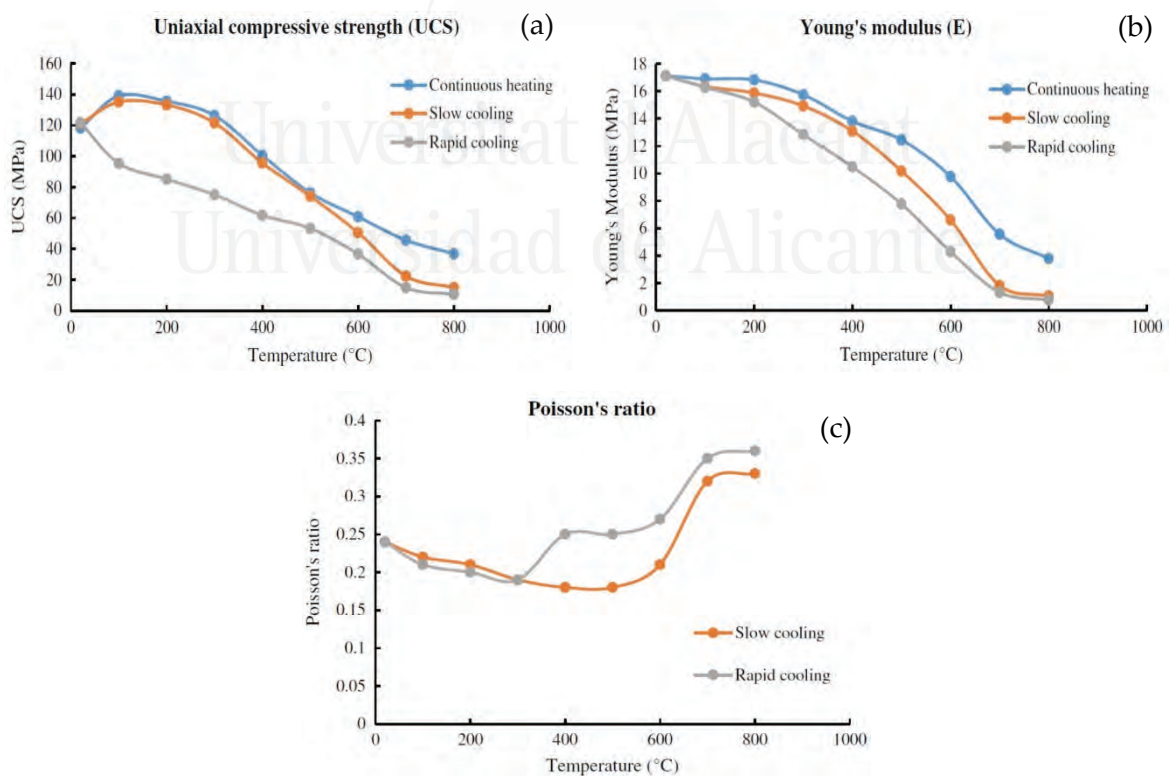 Uniaxial compressive strength (UCS)
(a)
160
140
120
100
80
60
40
20
0
UCS (MPa)
Continuous heating
Slow cooling
Rapid cooling
0 200 400 600 800 1000
Temperature (°C)
Young's modulus (E)
(b)
18
16
14
12
10
8
6
4
2
0
Young's Modulus (MPa)
Continuous heating
Slow cooling
Rapid cooling
0 200 400 600 800 1000
Temperature (°C)
Universitat d'Alacant
Universidad de Alicante
Poisson's ratio
(c)
0.4
0.35
0.3
0.25
0.2
0.15
0.1
0.05
0
Poisson's ratio
Slow cooling
Rapid cooling
0 200 400 600 800 1000
Temperature (°C)